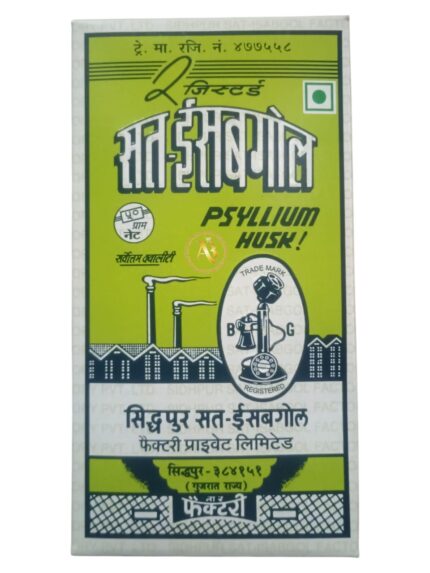 ट्रे. मा. रजि. नं. ४७७५५८
रजिस्टर्ड
सत-ईसबगोल
PSYLLIUM
HUSK!
५०
ग्राम
नेट
सर्वोतम क्वालीटी
TRADE MARK
B G
REGISTERED
सिद्धपुर सत-ईसबगोल
फैक्टरी प्राइवेट लिमिटेड
सिद्धपुर - ३८४१५१
(गुजरात राज्य)
फैक्टरी